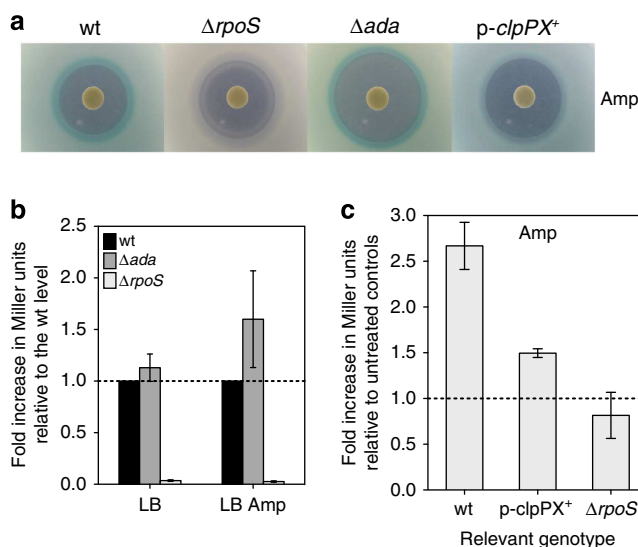 a
wt ΔrpoS Δada p-clpPX+
Amp
b
Fold increase in Miller units
relative to the wt level
2.5
2.0
1.5
1.0
0.5
0.0
wt
Δada
ΔrpoS
LB LB Amp
c
Fold increase in Miller units
relative to untreated controls
3.0
2.5
2.0
1.5
1.0
0.5
0.0
Amp
wt p-clpPX+ ΔrpoS
Relevant genotype